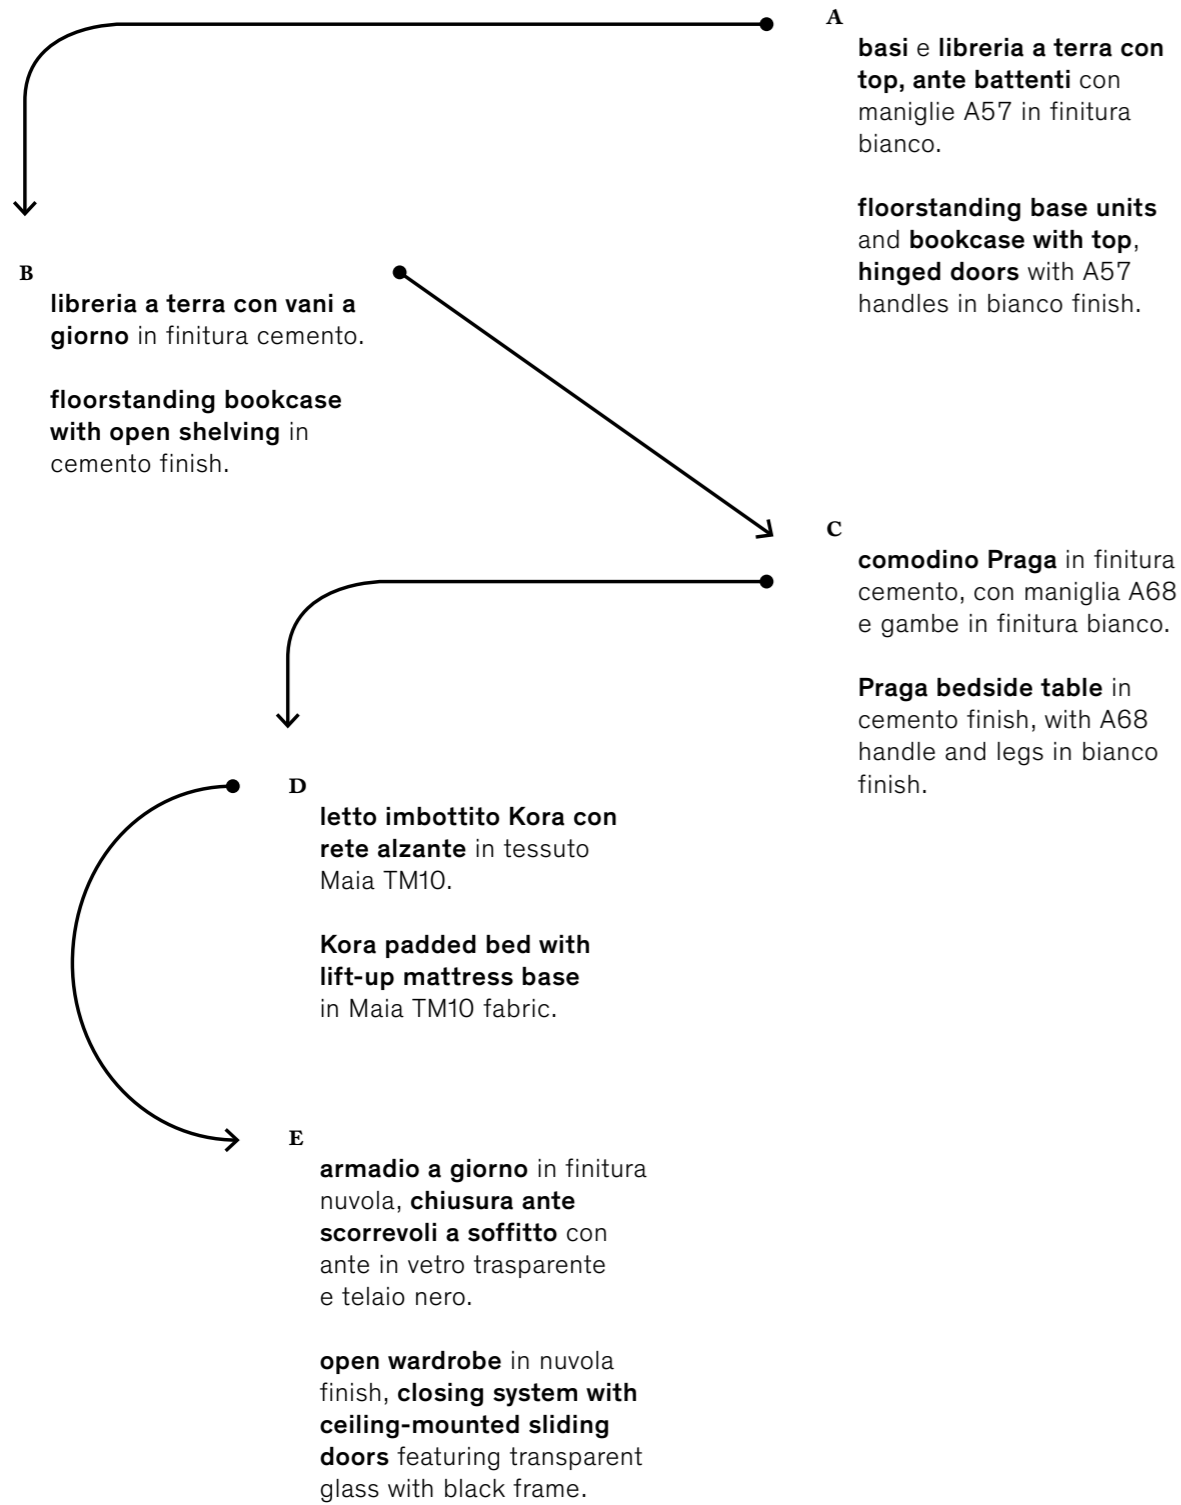 A
basi e libreria a terra con
top, ante battenti con
maniglie A57 in finitura
bianco.
floorstanding base units
and bookcase with top,
hinged doors with A57
handles in bianco finish.
B
libreria a terra con vani a
giorno in finitura cemento.
floorstanding bookcase
with open shelving in
cemento finish.
C
comodino Praga in finitura
cemento, con maniglia A68
e gambe in finitura bianco.
Praga bedside table in
cemento finish, with A68
handle and legs in bianco
finish.
D
letto imbottito Kora con
rete alzante in tessuto
Maia TM10.
Kora padded bed with
lift-up mattress base
in Maia TM10 fabric.
E
armadio a giorno in finitura
nuvola, chiusura ante
scorrevoli a soffitto con
ante in vetro trasparente
e telaio nero.
open wardrobe in nuvola
finish, closing system with
ceiling-mounted sliding
doors featuring transparent
glass with black frame.